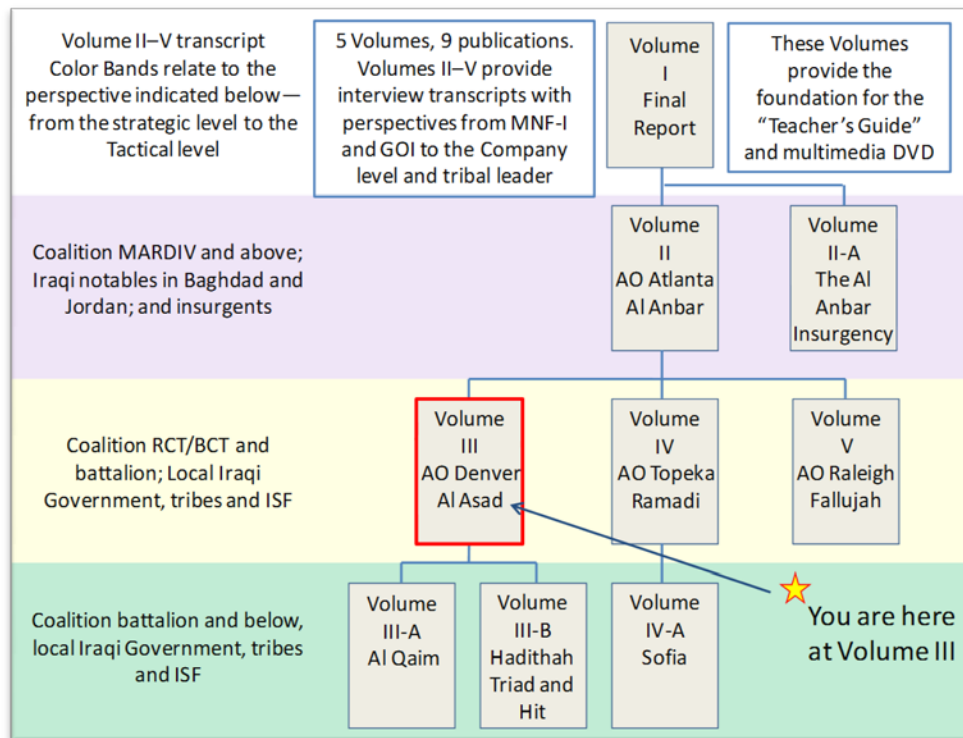 Volume II–V transcript
Color Bands relate to the
perspective indicated below—
from the strategic level to the
Tactical level
5 Volumes, 9 publications.
Volumes II–V provide
interview transcripts with
perspectives from MNF-I
and GOI to the Company
level and tribal leader
Volume
I
Final
Report
These Volumes
provide the
foundation for the
“Teacher’s Guide”
and multimedia DVD
Coalition MARDIV and above;
Iraqi notables in Baghdad and
Jordan; and insurgents
Volume
II
AO Atlanta
Al Anbar
Volume
II-A
The Al
Anbar
Insurgency
Coalition RCT/BCT and
battalion; Local Iraqi
Government, tribes and ISF
Volume
III
AO Denver
Al Asad
Volume
IV
AO Topeka
Ramadi
Volume
V
AO Raleigh
Fallujah
Coalition battalion and below,
local Iraqi Government, tribes
and ISF
Volume
III-A
Al Qaim
Volume
III-B
Hadithah
Triad and
Hit
Volume
IV-A
Sofia
You are here
at Volume III